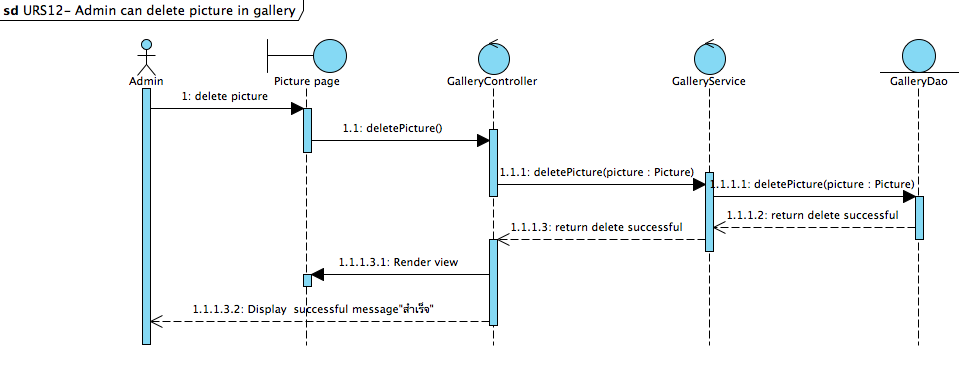 sd URS12- Admin can delete picture in gallery
Admin
Picture page
GalleryController
GalleryService
GalleryDao
1: delete picture
1.1: deletePicture()
1.1.1: deletePicture(picture : Picture)
1.1.1.1: deletePicture(picture : Picture)
1.1.1.2: return delete successful
1.1.1.3: return delete successful
1.1.1.3.1: Render view
1.1.1.3.2: Display  successful message"สำเร็จ"